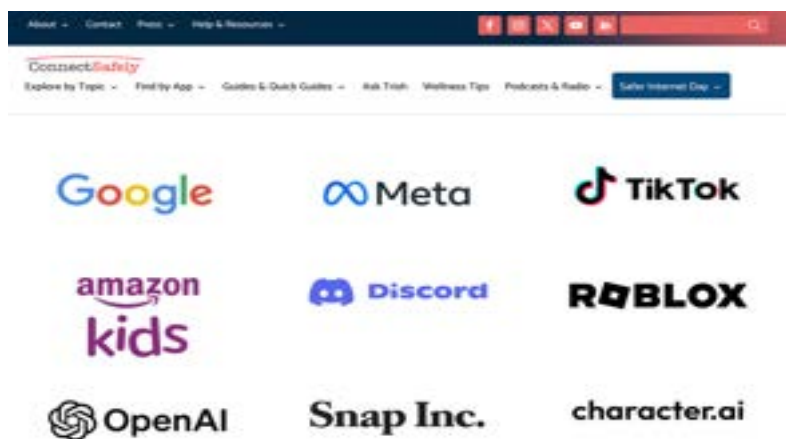 About Contact Press Help & Resources
ConnectSafely
Explore by Topic Find by App Guides & Quick Guides Ask Trish Wellness Tips Podcasts & Radio Safer Internet Day
Google Meta TikTok
amazon kids Discord ROBLOX
OpenAI Snap Inc. character.ai